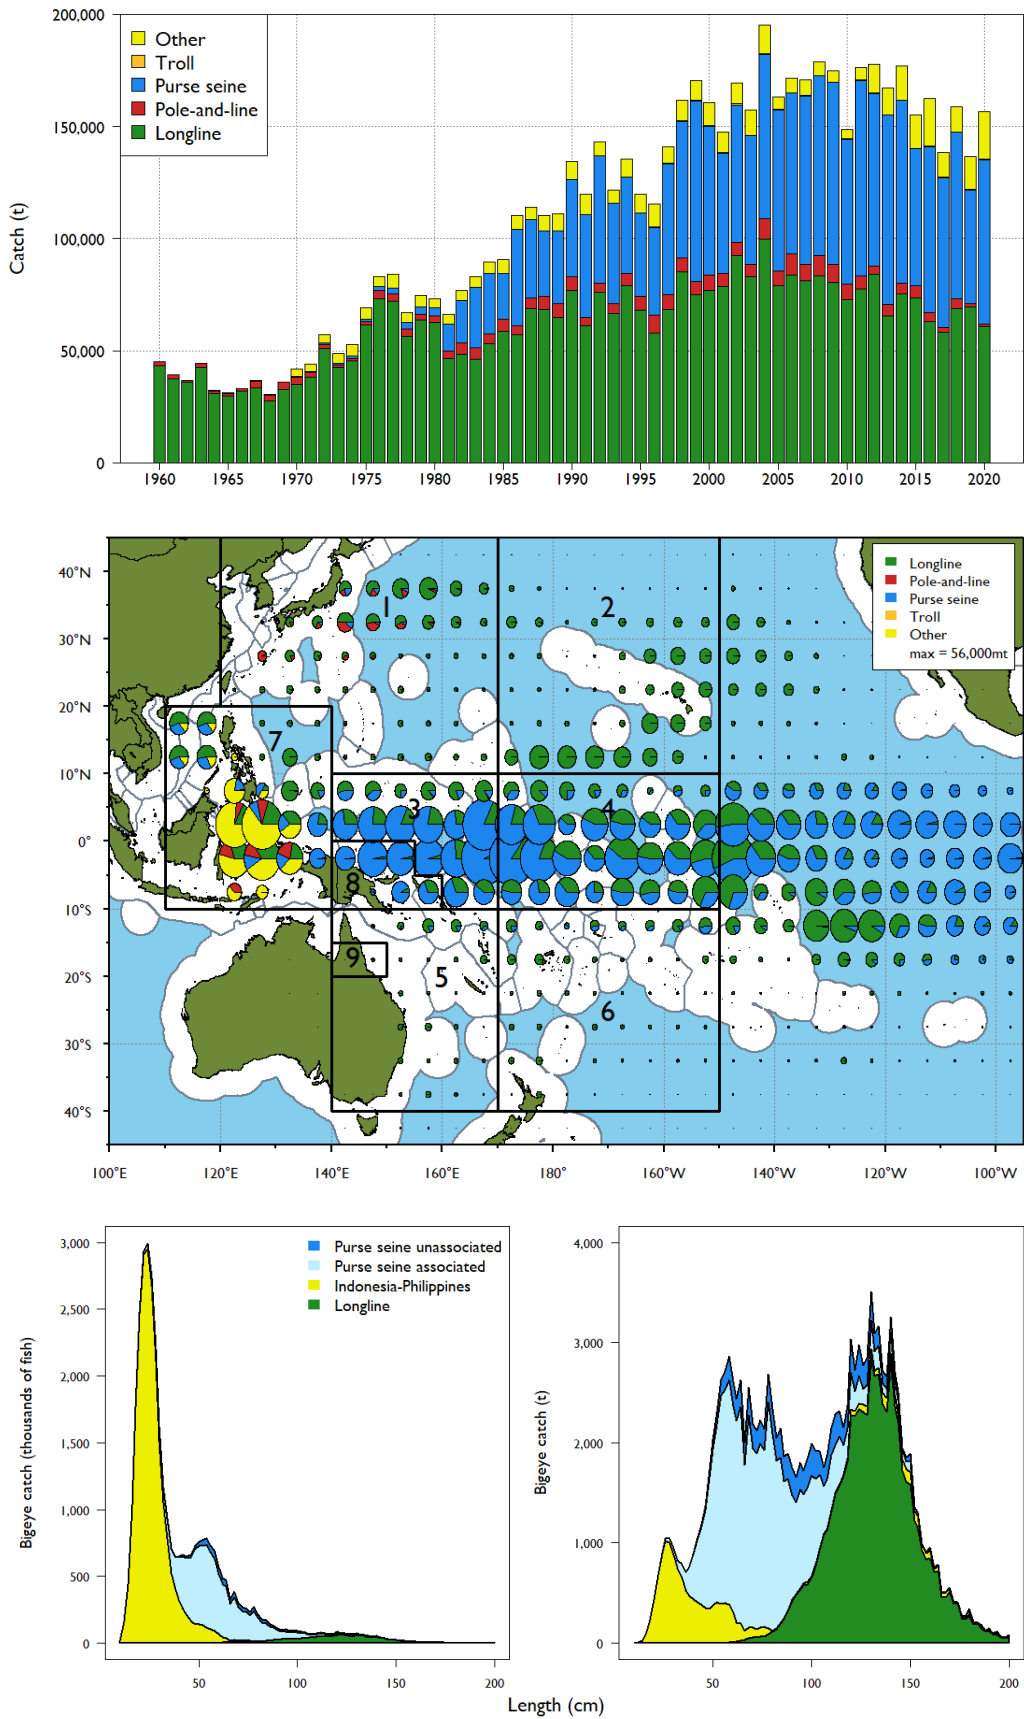 200,000
150,000
100,000
50,000
0
Catch (t)
Other
Troll
Purse seine
Pole-and-line
Longline
1960 1965 1970 1975 1980 1985 1990 1995 2000 2005 2010 2015 2020
40°N
30°N
20°N
10°N
0°
10°S
20°S
30°S
40°S
1
2
3
4
5
6
7
8
9
Longline
Pole-and-line
Purse seine
Troll
Other
max = 56,000mt
100°E 120°E 140°E 160°E 180° 160°W 140°W 120°W 100°W
3,000
2,500
2,000
1,500
1,000
500
0
Bigeye catch (thousands of fish)
Purse seine unassociated
Purse seine associated
Indonesia-Philippines
Longline
50 100 150 200
4,000
3,000
2,000
1,000
0
Bigeye catch (t)
50 100 150 200
Length (cm)